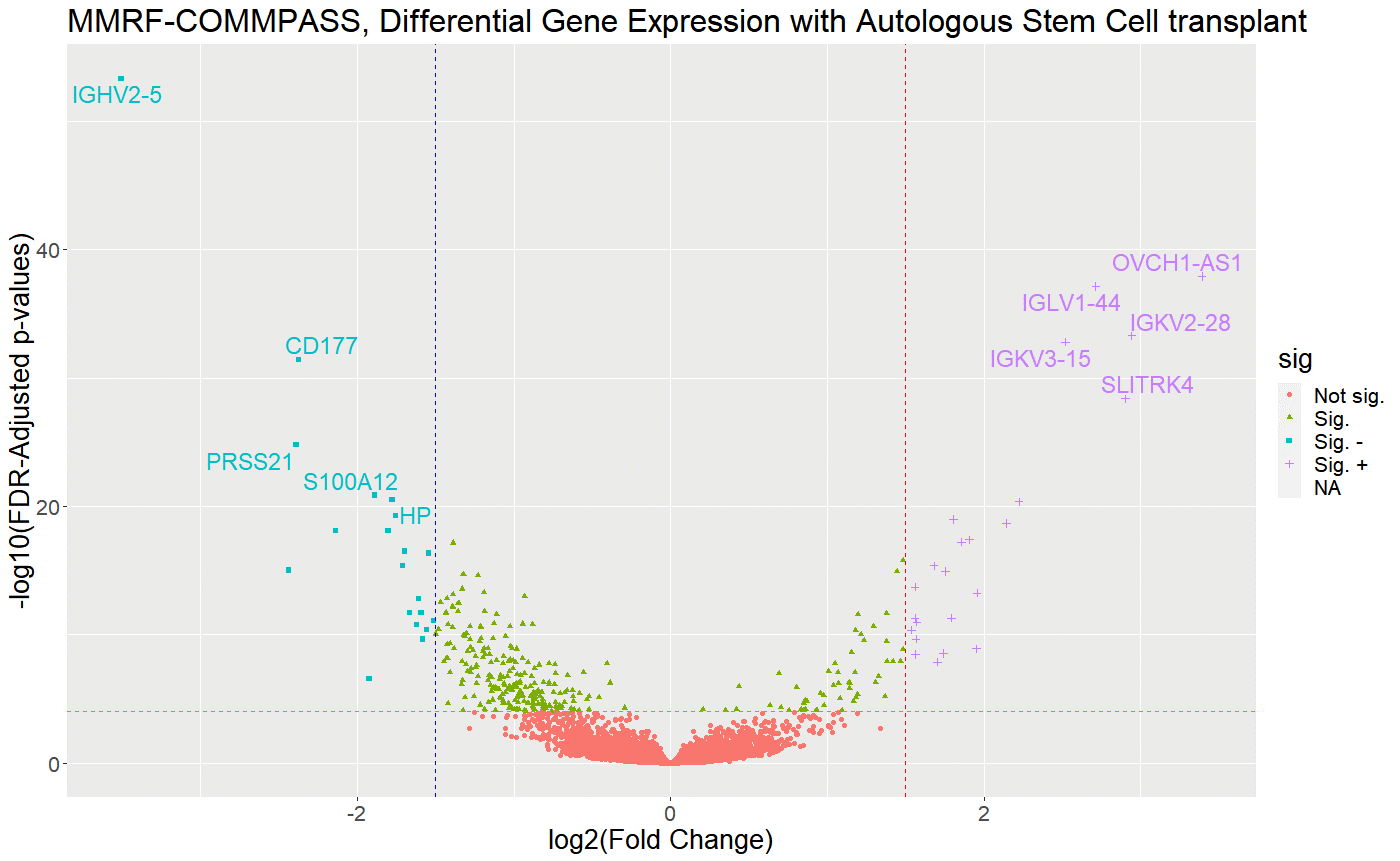 MMRF-COMMPASS, Differential Gene Expression with Autologous Stem Cell transplant
IGHV2-5
OVCH1-AS1
IGLV1-44
IGKV2-28
CD177
IGKV3-15
SLITRK4
PRSS21
S100A12
HP
-log10(FDR-Adjusted p-values)
40
20
0
-2
0
2
log2(Fold Change)
sig
Not sig.
Sig.
Sig. -
Sig. +
NA